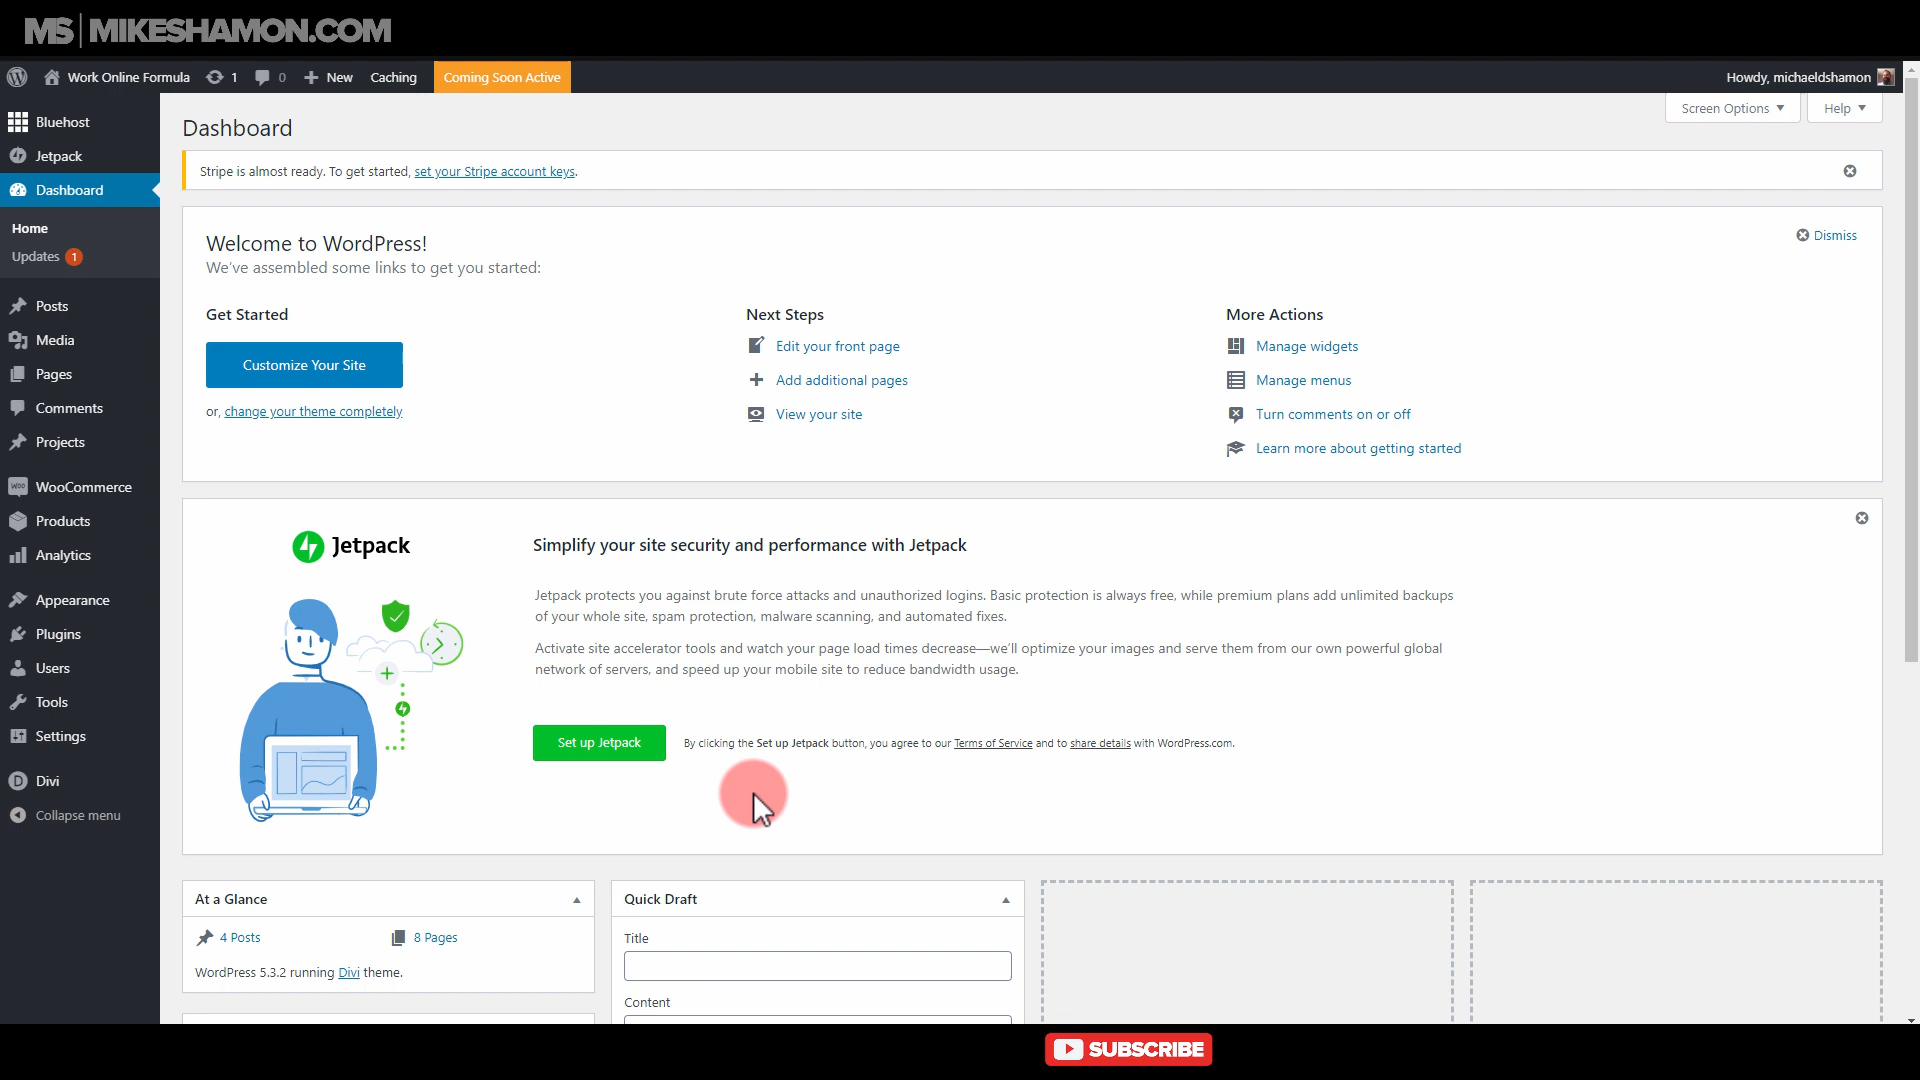 MS | MIKESHAMON.COM
Work Online Formula 1 0 + New Caching Coming Soon Active Howdy, michaeldshamon
Bluehost
Jetpack
Dashboard
Home
Updates 1
Posts
Media
Pages
Comments
Projects
WOO WooCommerce
Products
Analytics
Appearance
Plugins
Users
Tools
Settings
D Divi
Collapse menu
Screen Options Help
Dashboard
Stripe is almost ready. To get started, set your Stripe account keys.
Welcome to WordPress!
Dismiss
We've assembled some links to get you started:
Get Started
Customize Your Site
or, change your theme completely
Next Steps
Edit your front page
Add additional pages
View your site
More Actions
Manage widgets
Manage menus
Turn comments on or off
Learn more about getting started
Jetpack
Simplify your site security and performance with Jetpack
Jetpack protects you against brute force attacks and unauthorized logins. Basic protection is always free, while premium plans add unlimited backups
of your whole site, spam protection, malware scanning, and automated fixes.
Activate site accelerator tools and watch your page load times decrease—we'll optimize your images and serve them from our own powerful global
network of servers, and speed up your mobile site to reduce bandwidth usage.
Set up Jetpack By clicking the Set up Jetpack button, you agree to our Terms of Service and to share details with WordPress.com.
At a Glance
4 Posts 8 Pages
WordPress 5.3.2 running Divi theme.
Quick Draft
Title
Content
SUBSCRIBE